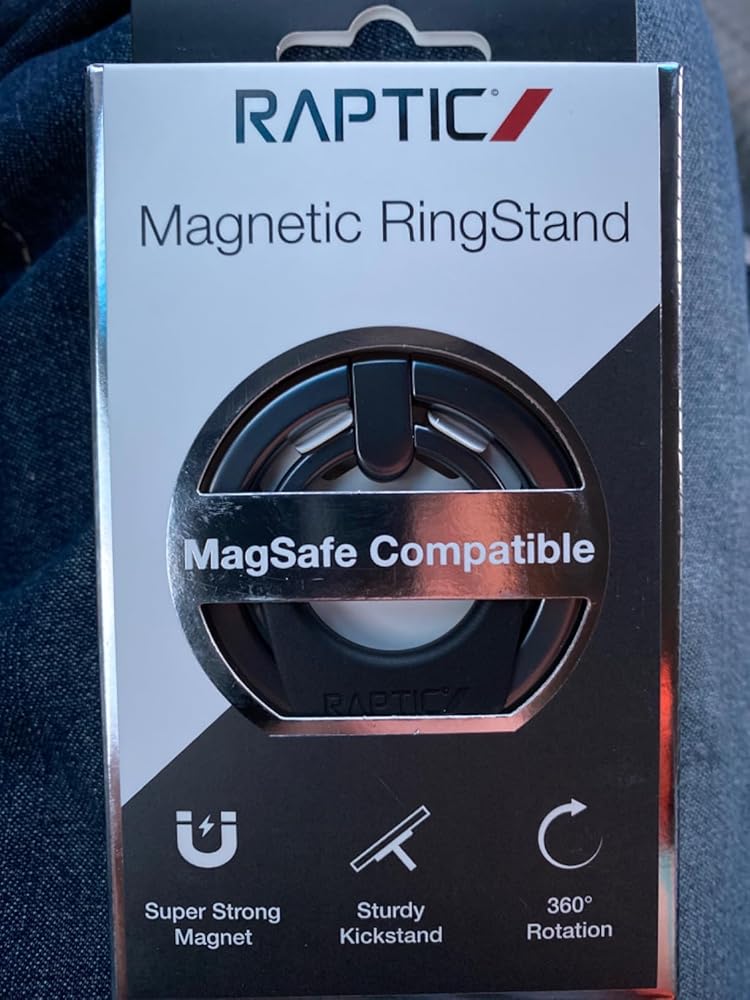 RAPTIC©
Magnetic RingStand
MagSafe Compatible
RAPTIC
Super Strong
Magnet
Sturdy
Kickstand
360°
Rotation